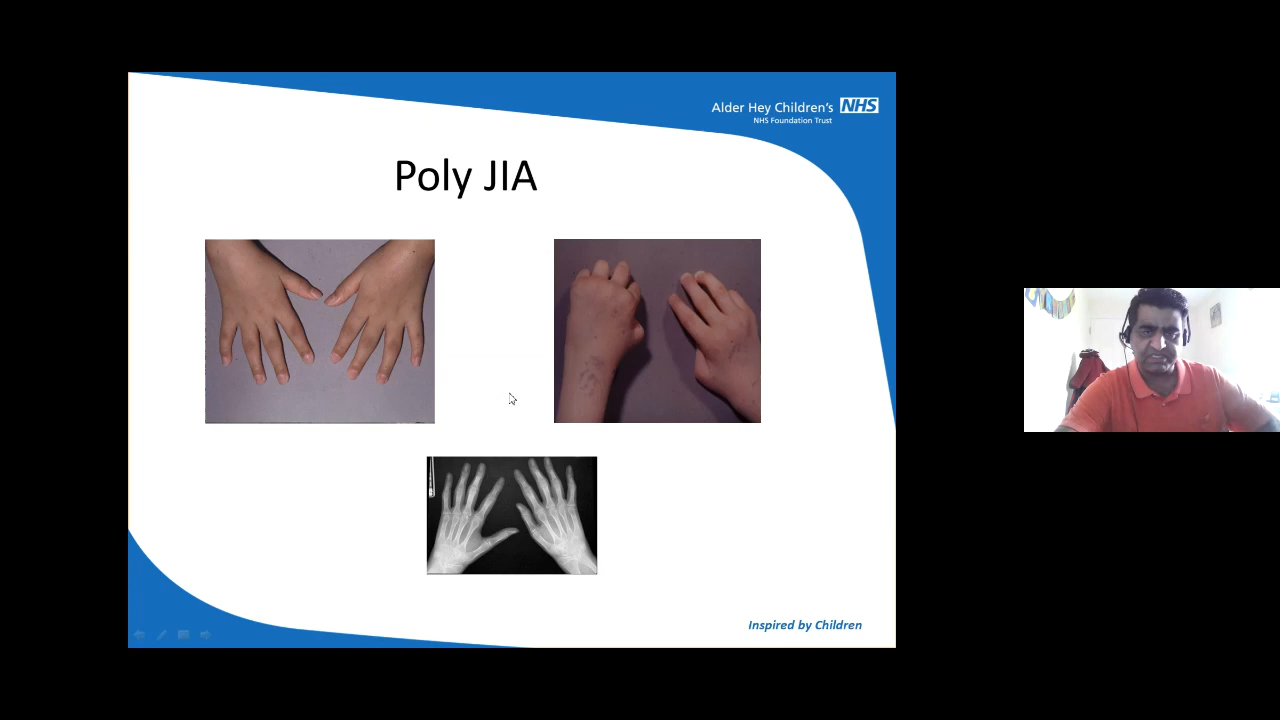 Alder Hey Children's NHS
NHS Foundation Trust
Poly JIA
Inspired by Children